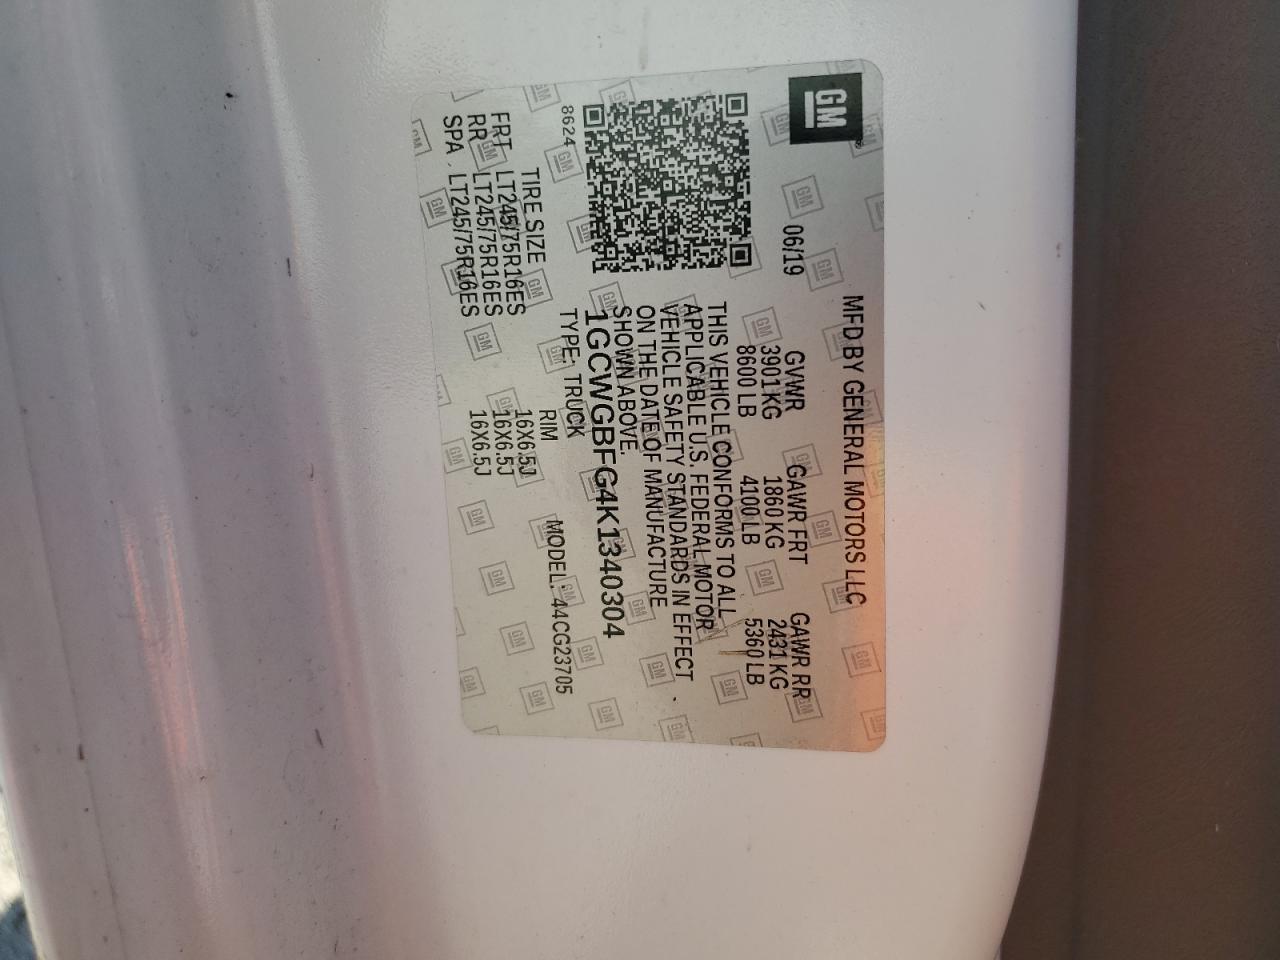 GM
MFD BY GENERAL MOTORS LLC
06/19 GVWR GAWR FRT GAWR RR
3901 KG 1860 KG 2431 KG
8600 LB 4100 LB 5360 LB
THIS VEHICLE CONFORMS TO ALL
APPLICABLE U.S. FEDERAL MOTOR
VEHICLE SAFETY STANDARDS IN EFFECT
ON THE DATE OF MANUFACTURE
SHOWN ABOVE.
1GCWGBFG4K1340304
8624 TYPE: TRUCK MODEL: 44CG23705
TIRE SIZE RIM
FRT LT245/75R16ES 16X6.5J
RR LT245/75R16ES 16X6.5J
SPA LT245/75R16ES 16X6.5J